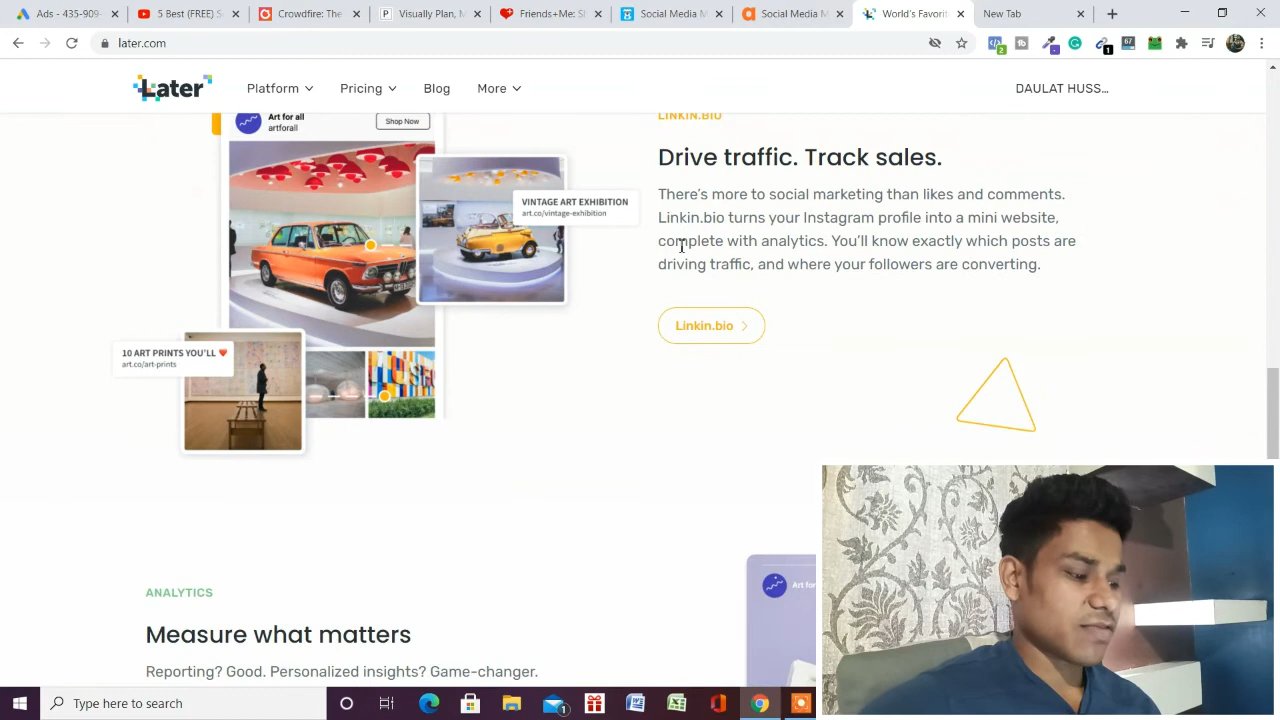 Ads - 435-909-
5 Best (FREE) S
Crowdfire: The
Visually Plan, M
Friends+Me: S
Social Media M
Social Media M
World's Favorit
New Tab
later.com
Later
Platform
Pricing
Blog
More
DAULAT HUSS...
Art for all
artforall
Shop Now
VINTAGE ART EXHIBITION
art.co/vintage-exhibition
10 ART PRINTS YOU'LL ❤
art.co/art-prints
LINKIN.BIO
Drive traffic. Track sales.
There's more to social marketing than likes and comments.
Linkin.bio turns your Instagram profile into a mini website,
complete with analytics. You'll know exactly which posts are
driving traffic, and where your followers are converting.
Linkin.bio
ANALYTICS
Measure what matters
Reporting? Good. Personalized insights? Game-changer.
Art for
Type here to search